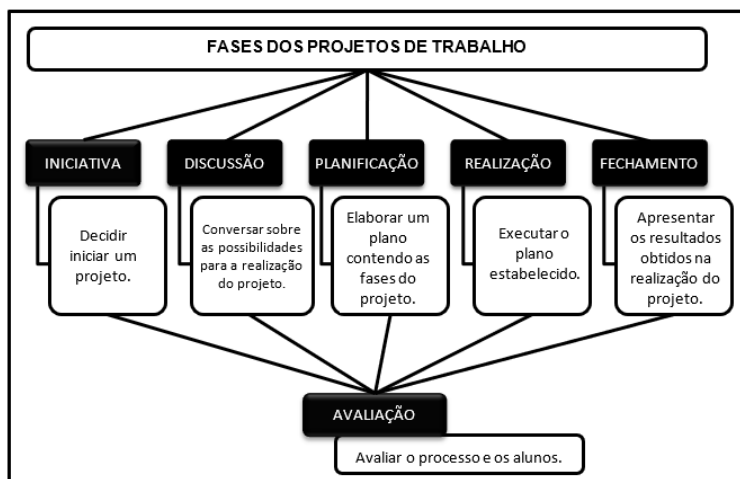 FASES DOS PROJETOS DE TRABALHO
INICIATIVA
Decidir
iniciar um
projeto.
DISCUSSÃO
Conversar sobre
as possibilidades
para a realização
do projeto.
PLANIFICAÇÃO
Elaborar um
plano
contendo as
fases do
projeto.
REALIZAÇÃO
Executar o
plano
estabelecido.
FECHAMENTO
Apresentar
os resultados
obtidos na
realização do
projeto.
AVALIAÇÃO
Avaliar o processo e os alunos.